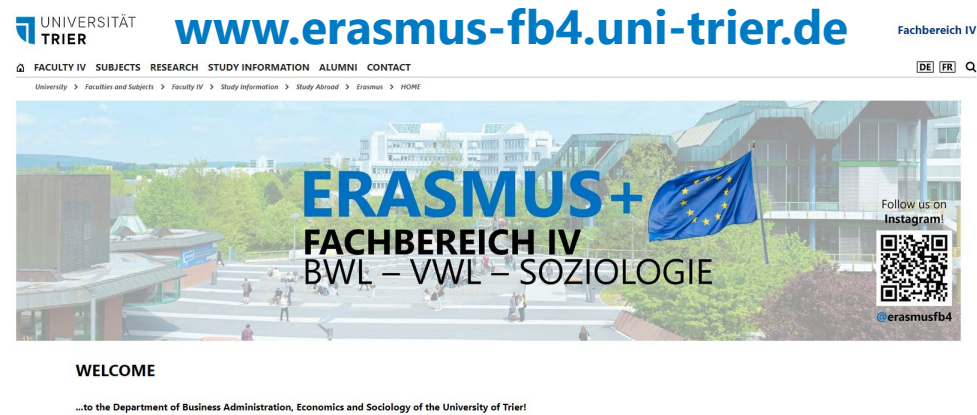 UNIVERSITÄT
TRIER
www.erasmus-fb4.uni-trier.de
Fachbereich IV
FACULTY IV SUBJECTS RESEARCH STUDY INFORMATION ALUMNI CONTACT
DE FR
University > Faculties and Subjects > Faculty IV > Study Information > Study Abroad > Erasmus > HOME
ERASMUS+
FACHBEREICH IV
BWL – VWL – SOZIOLOGIE
Follow us on
Instagram!
@erasmusfb4
WELCOME
...to the Department of Business Administration, Economics and Sociology of the University of Trier!